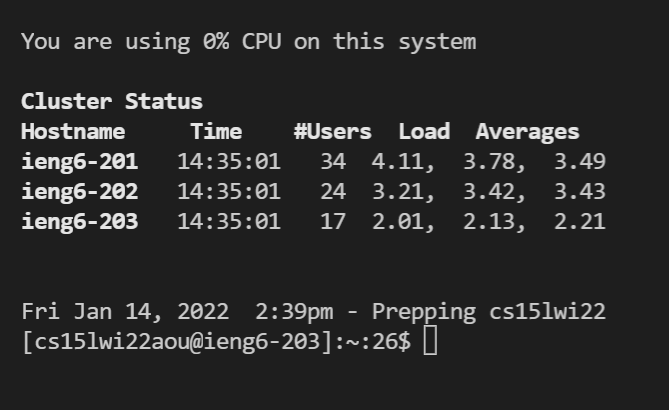 You are using 0% CPU on this system
Cluster Status
Hostname Time #Users Load Averages
ieng6-201 14:35:01 34 4.11, 3.78, 3.49
ieng6-202 14:35:01 24 3.21, 3.42, 3.43
ieng6-203 14:35:01 17 2.01, 2.13, 2.21
Fri Jan 14, 2022 2:39pm - Prepping cs15lwi22
[cs15lwi22aou@ieng6-203]:~:26$